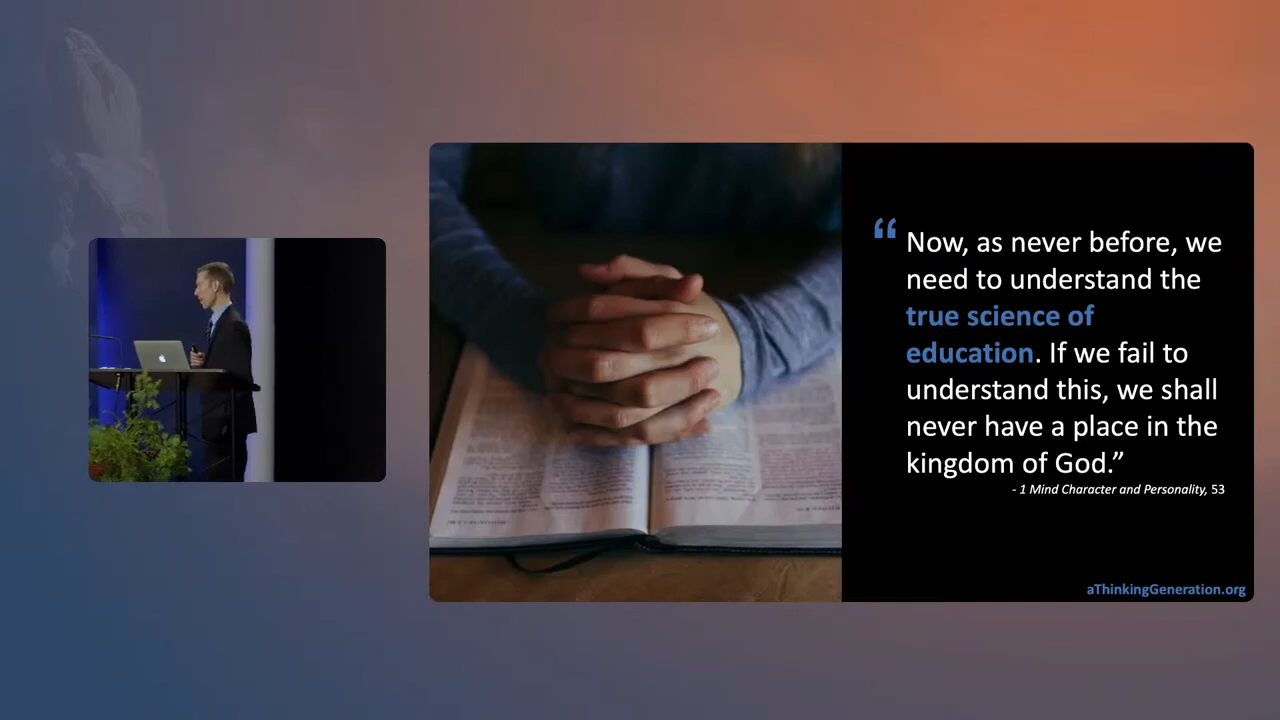 “Now, as never before, we
need to understand the
true science of
education. If we fail to
understand this, we shall
never have a place in the
kingdom of God.”
- 1 Mind Character and Personality, 53
aThinkingGeneration.org